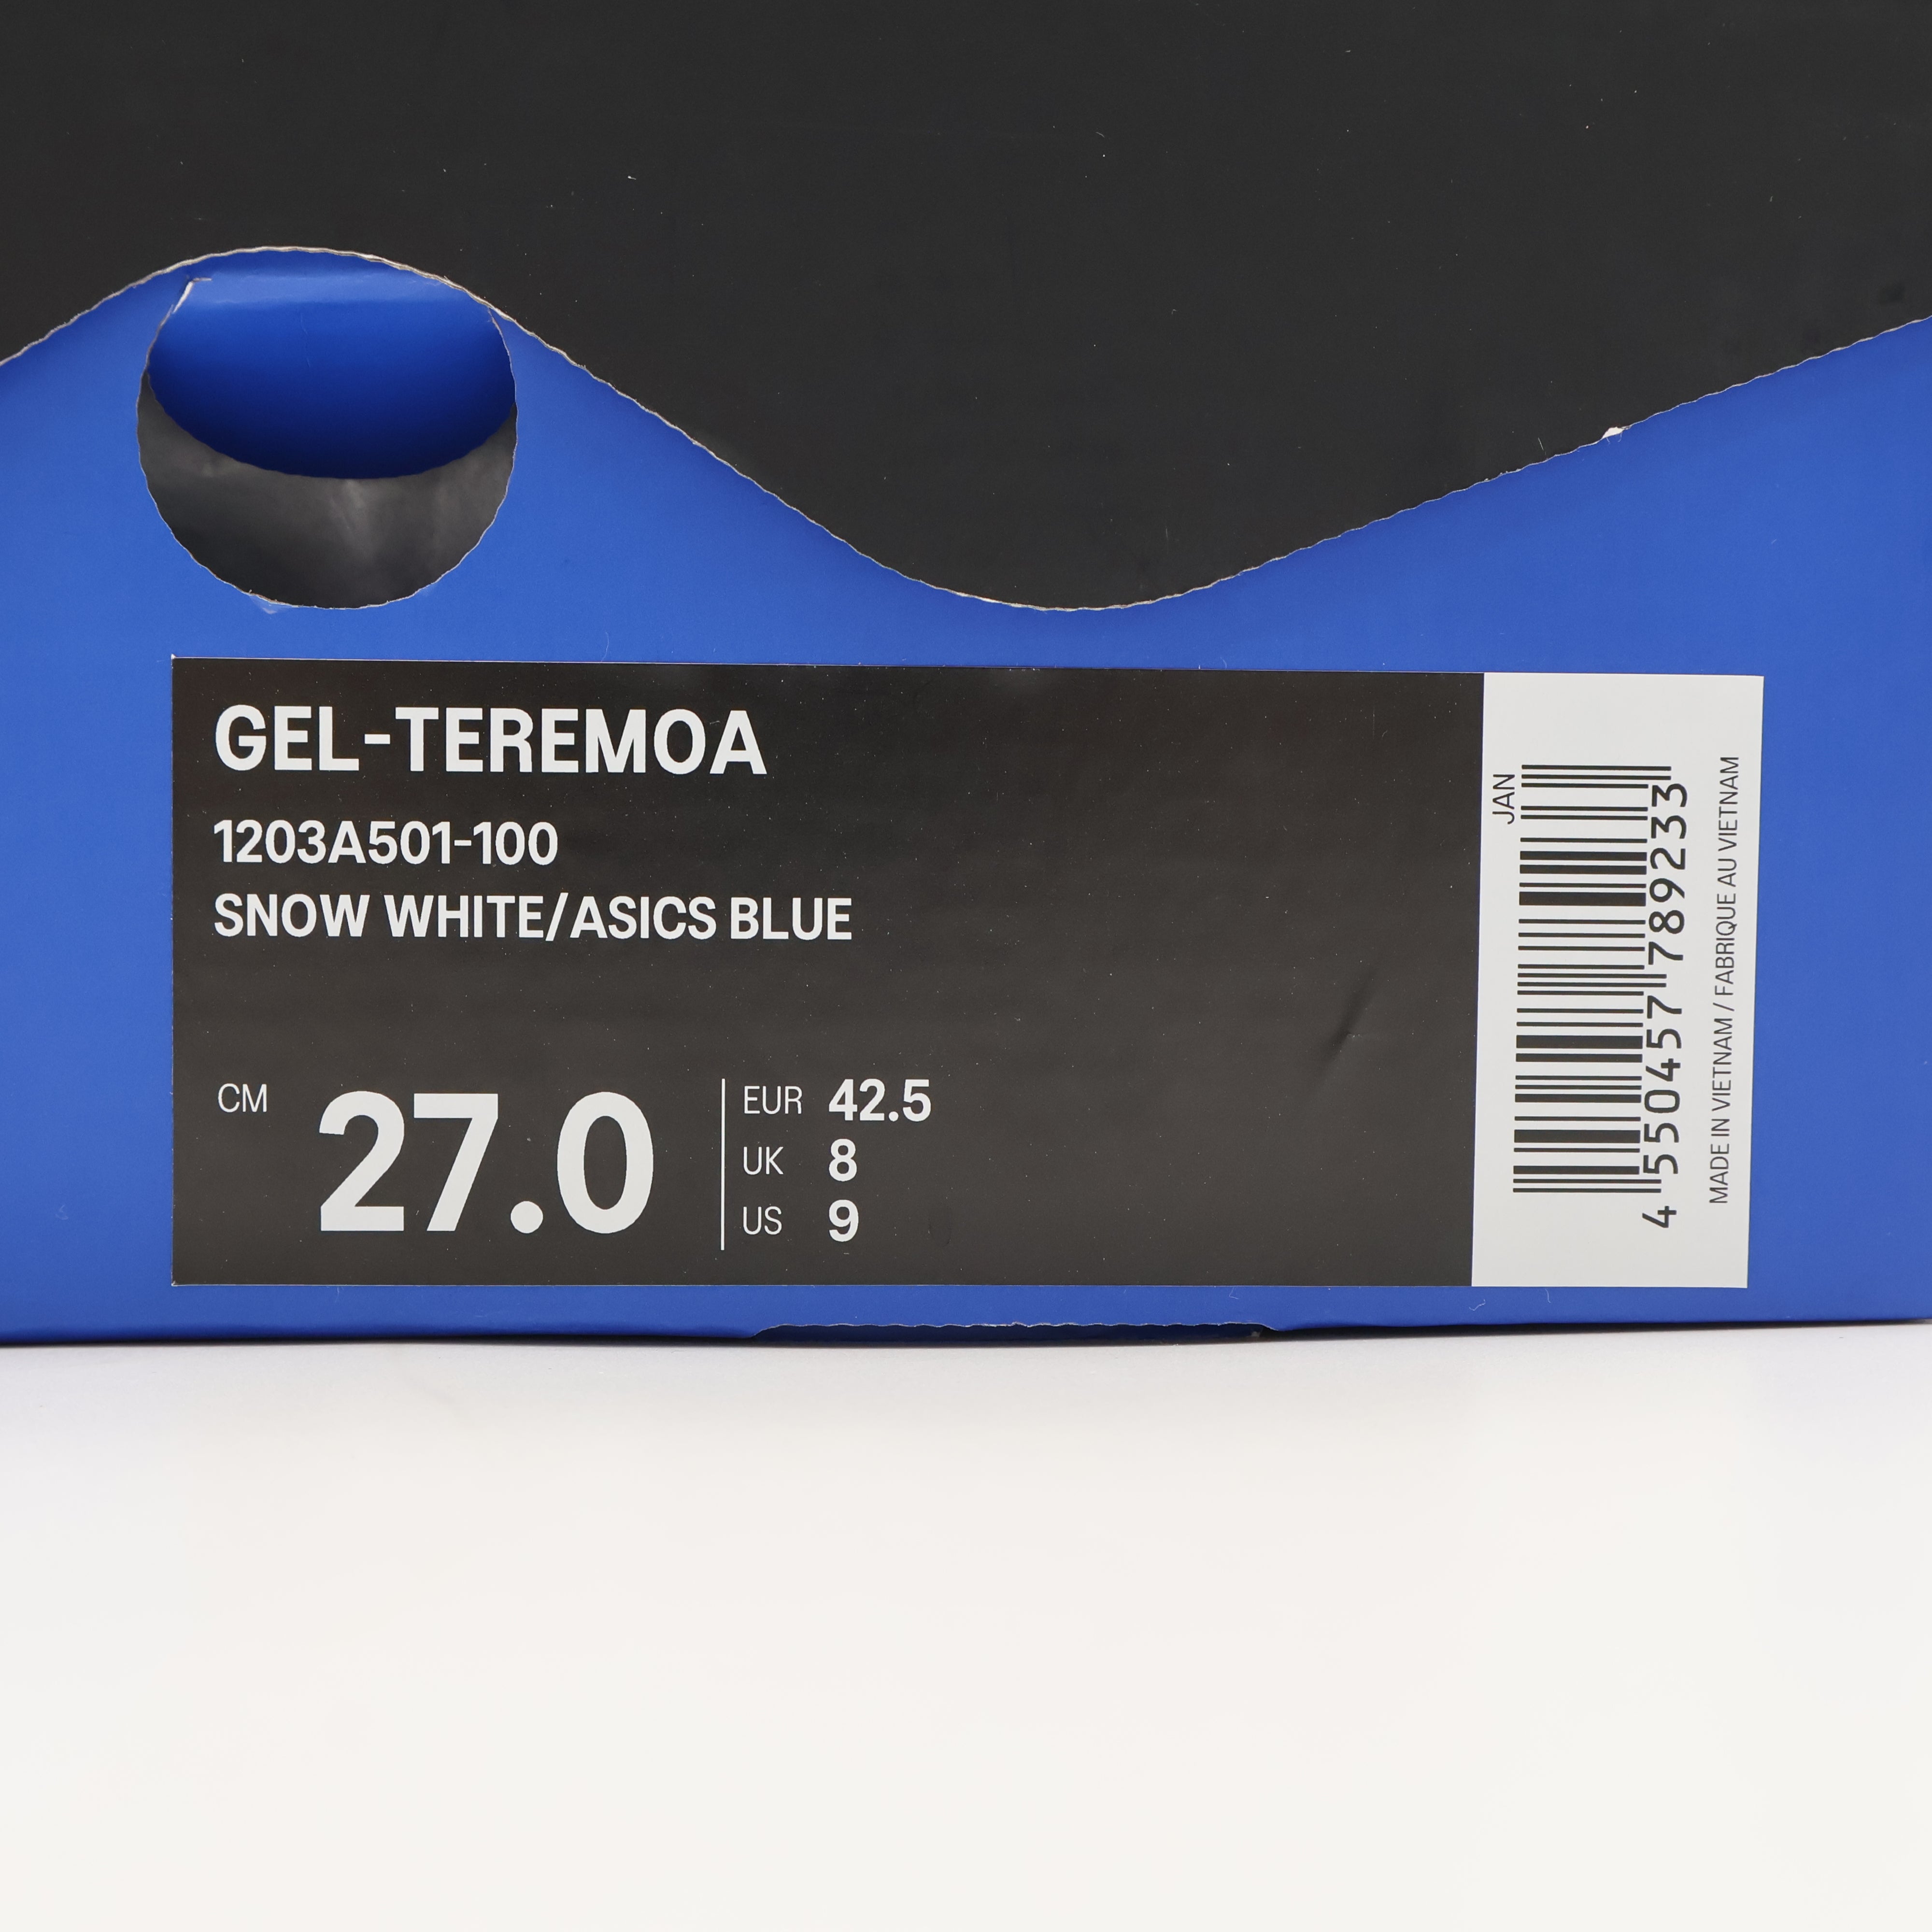 GEL-TEREMOA
1203A501-100
SNOW WHITE/ASICS BLUE
CM 27.0
EUR 42.5
UK 8
US 9
JAN
4 550457 789233
MADE IN VIETNAM / FABRIQUE AU VIETNAM